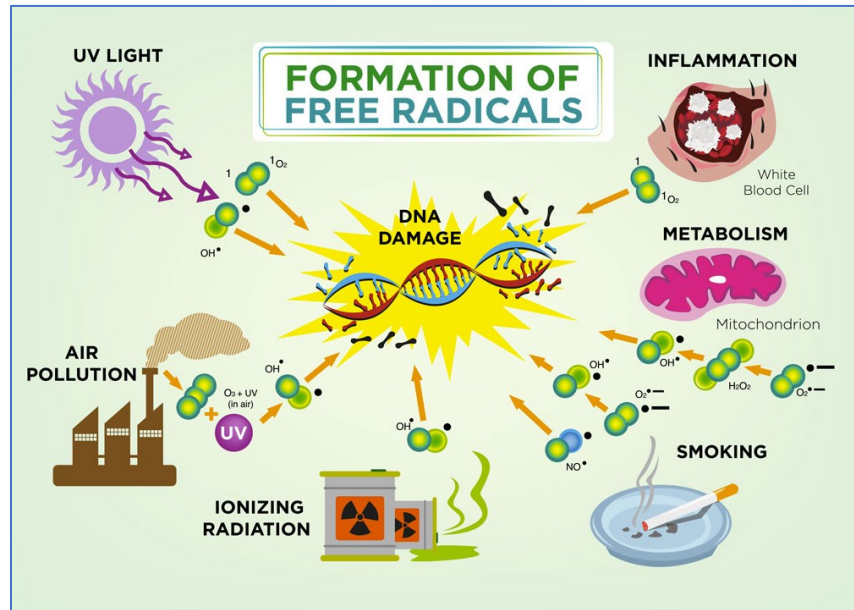 FORMATION OF
FREE RADICALS
UV LIGHT
1
¹O₂
OH•
INFLAMMATION
White
Blood Cell
1
¹O₂
DNA
DAMAGE
METABOLISM
Mitochondrion
OH•
H₂O₂
O₂•—
AIR
POLLUTION
O₃ + UV
(in air)
UV
OH•
OH•
IONIZING
RADIATION
OH•
O₂•—
NO•
SMOKING